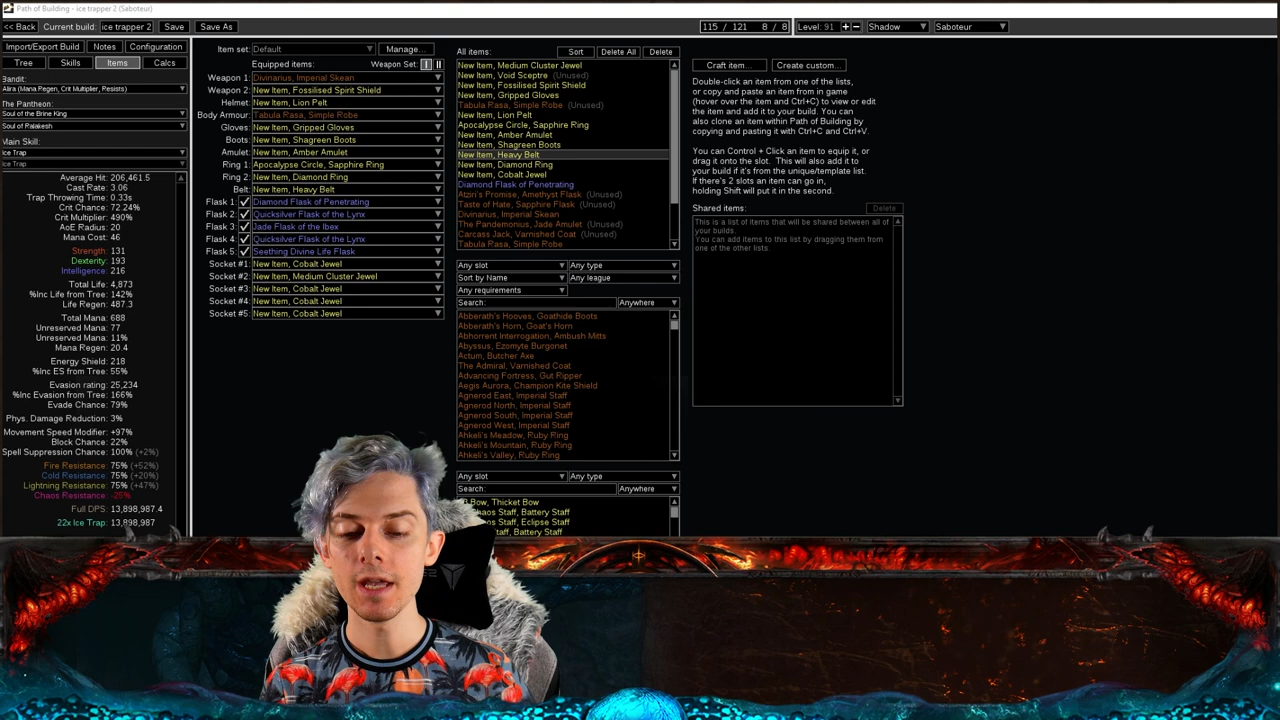 Path of Building - ice trapper 2 (Saboteur)
<< Back Current build: ice trapper 2 Save Save As 115 / 121 8 / 8 Level: 91 + − Shadow Saboteur
Import/Export Build Notes Configuration
Tree Skills Items Calcs
Bandit:
Alira (Mana Regen, Crit Multiplier, Resists)
The Pantheon:
Soul of the Brine King
Soul of Ralakesh
Main Skill:
Ice Trap
Ice Trap
Average Hit: 206,461.5
Cast Rate: 3.06
Trap Throwing Time: 0.33s
Crit Chance: 72.24%
Crit Multiplier: 490%
AoE Radius: 20
Mana Cost: 46
Strength: 131
Dexterity: 193
Intelligence: 216
Total Life: 4,873
%Inc Life from Tree: 142%
Life Regen: 487.3
Total Mana: 688
Unreserved Mana: 77
Unreserved Mana: 11%
Mana Regen: 20.4
Energy Shield: 218
%Inc ES from Tree: 55%
Evasion rating: 25,234
%Inc Evasion from Tree: 166%
Evade Chance: 79%
Phys. Damage Reduction: 3%
Movement Speed Modifier: +97%
Block Chance: 22%
Spell Suppression Chance: 100% (+2%)
Fire Resistance: 75% (+52%)
Cold Resistance: 75% (+20%)
Lightning Resistance: 75% (+47%)
Chaos Resistance: -25%
Full DPS: 13,898,987.4
22x Ice Trap: 13,898,987
Item set: Default Manage...
Equipped items: Weapon Set: I II
Weapon 1: Divinarius, Imperial Skean
Weapon 2: New Item, Fossilised Spirit Shield
Helmet: New Item, Lion Pelt
Body Armour: Tabula Rasa, Simple Robe
Gloves: New Item, Gripped Gloves
Boots: New Item, Shagreen Boots
Amulet: New Item, Amber Amulet
Ring 1: Apocalypse Circle, Sapphire Ring
Ring 2: New Item, Diamond Ring
Belt: New Item, Heavy Belt
Flask 1: Diamond Flask of Penetrating
Flask 2: Quicksilver Flask of the Lynx
Flask 3: Jade Flask of the Ibex
Flask 4: Quicksilver Flask of the Lynx
Flask 5: Seething Divine Life Flask
Socket #1: New Item, Cobalt Jewel
Socket #2: New Item, Medium Cluster Jewel
Socket #3: New Item, Cobalt Jewel
Socket #4: New Item, Cobalt Jewel
Socket #5: New Item, Cobalt Jewel
All items: Sort Delete All Delete
New Item, Medium Cluster Jewel
New Item, Void Sceptre (Unused)
New Item, Fossilised Spirit Shield
New Item, Gripped Gloves
Tabula Rasa, Simple Robe (Unused)
New Item, Lion Pelt
Apocalypse Circle, Sapphire Ring
New Item, Amber Amulet
New Item, Shagreen Boots
New Item, Heavy Belt
New Item, Diamond Ring
New Item, Cobalt Jewel
Diamond Flask of Penetrating
Atziri's Promise, Amethyst Flask (Unused)
Taste of Hate, Sapphire Flask (Unused)
Divinarius, Imperial Skean
The Pandemonius, Jade Amulet (Unused)
Carcass Jack, Varnished Coat (Unused)
Tabula Rasa, Simple Robe
Any slot Any type
Sort by Name Any league
Any requirements
Search: Anywhere
Abberath's Hooves, Goathide Boots
Abberath's Horn, Goat's Horn
Abhorrent Interrogation, Ambush Mitts
Abyssus, Ezomyte Burgonet
Actum, Butcher Axe
The Admiral, Varnished Coat
Advancing Fortress, Gut Ripper
Aegis Aurora, Champion Kite Shield
Agnerod East, Imperial Staff
Agnerod North, Imperial Staff
Agnerod South, Imperial Staff
Agnerod West, Imperial Staff
Ahkeli's Meadow, Ruby Ring
Ahkeli's Mountain, Ruby Ring
Ahkeli's Valley, Ruby Ring
Any slot Any type
Search: Anywhere
Bow, Thicket Bow
Staff, Battery Staff
Staff, Eclipse Staff
Staff, Battery Staff
Craft item... Create custom...
Double-click an item from one of the lists,
or copy and paste an item from in game
(hover over the item and Ctrl+C) to view or edit
the item and add it to your build. You can
also clone an item within Path of Building by
copying and pasting it with Ctrl+C and Ctrl+V.
You can Control + Click an item to equip it, or
drag it onto the slot. This will also add it to
your build if it's from the unique/template list.
If there's 2 slots an item can go in,
holding Shift will put it in the second.
Shared items: Delete
This is a list of items that will be shared between all of
your builds.
You can add items to this list by dragging them from
one of the other lists.